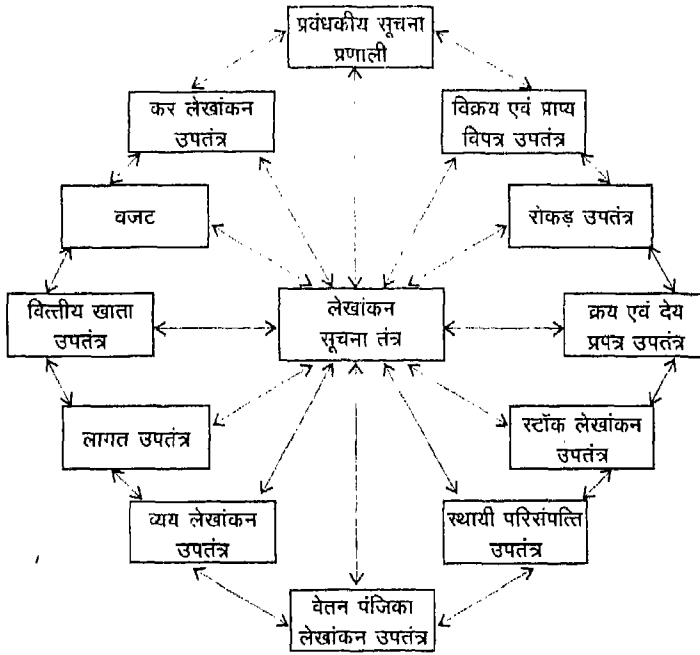 प्रवंधकीय सूचना
प्रणाली
कर लेखांकन
उपतंत्र
विक्रय एवं प्राप्य
विपत्र उपतंत्र
वजट
रोकड़ उपतंत्र
वित्तीय खाता
उपतंत्र
लेखांकन
सूचना तंत्र
क्रय एवं देय
प्रपत्र उपतंत्र
लागत उपतंत्र
स्टॉक लेखांकन
उपतंत्र
व्यय लेखांकन
उपतंत्र
स्थायी परिसंपत्ति
उपतंत्र
वेतन पंजिका
लेखांकन उपतंत्र